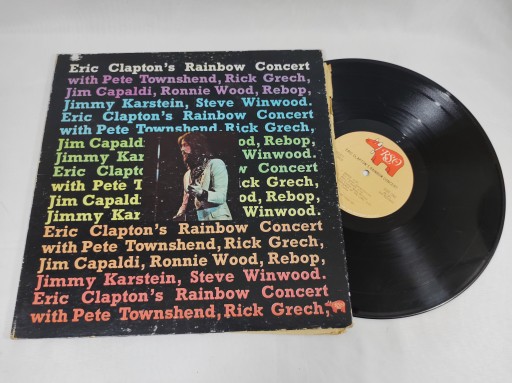 Eric Clapton's Rainbow Concert
with Pete Townshend, Rick Grech,
Jim Capaldi, Ronnie Wood, Rebop,
Jimmy Karstein, Steve Winwood.
Eric Clapton's Rainbow Concert
with Pete Townshend, Rick Grech,
Jim Capald od, Rebop,
Jimmy Kar Winwood.
Eric Clapt Concert
with Pete T ick Grech,
Jim Capald od, Rebop,
Jimmy Kar Winwood.
Eric Clapton's Rainbow Concert
with Pete Townshend, Rick Grech,
Jim Capaldi, Ronnie Wood, Rebop,
Jimmy Karstein, Steve Winwood.
Eric Clapton's Rainbow Concert
with Pete Townshend, Rick Grech,
RSO